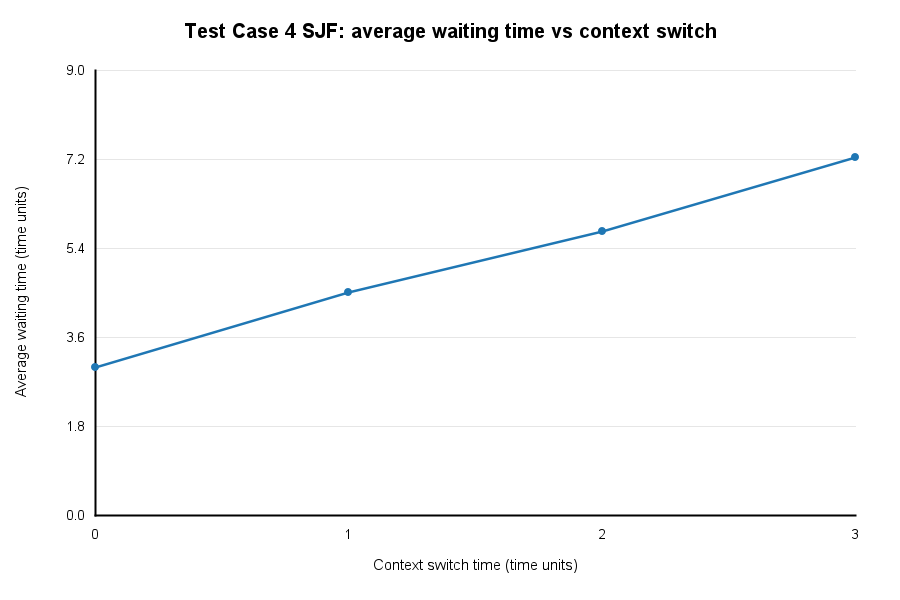 Test Case 4 SJF: average waiting time vs context switch
9.0
7.2
5.4
3.6
1.8
0.0
Average waiting time (time units)
0 1 2 3
Context switch time (time units)